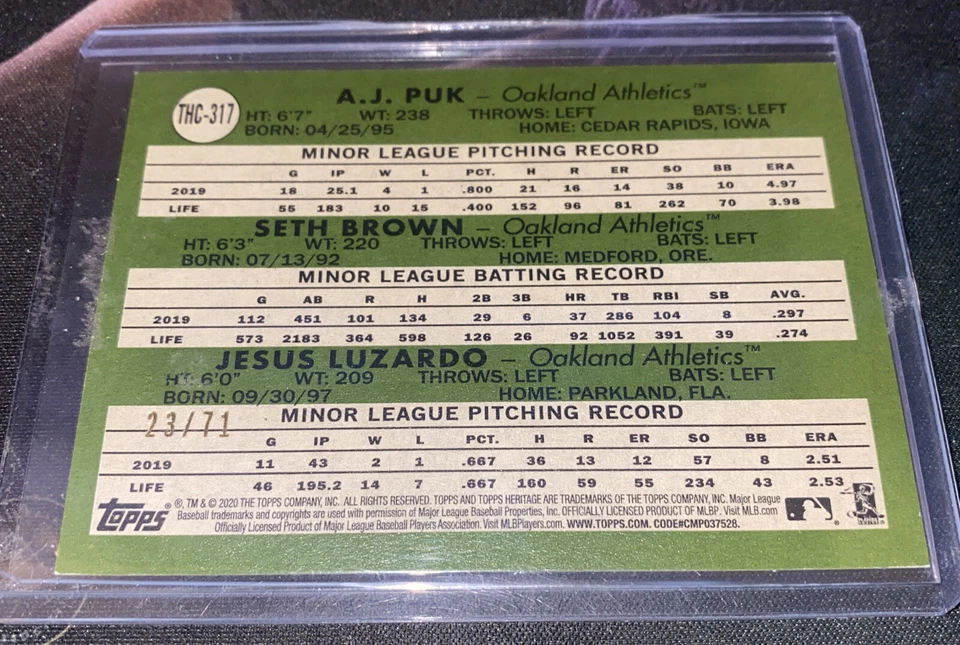 THC-317
A.J. PUK – Oakland Athletics™
HT: 6'7" WT: 238 THROWS: LEFT BATS: LEFT
BORN: 04/25/95 HOME: CEDAR RAPIDS, IOWA
MINOR LEAGUE PITCHING RECORD
G IP W L PCT. H R ER SO BB ERA
2019 18 25.1 4 1 .800 21 16 14 38 10 4.97
LIFE 55 183 10 15 .400 152 96 81 262 70 3.98
SETH BROWN – Oakland Athletics™
HT: 6'3" WT: 220 THROWS: LEFT BATS: LEFT
BORN: 07/13/92 HOME: MEDFORD, ORE.
MINOR LEAGUE BATTING RECORD
G AB R H 2B 3B HR TB RBI SB AVG.
2019 112 451 101 134 29 6 37 286 104 8 .297
LIFE 573 2183 364 598 126 26 92 1052 391 39 .274
JESUS LUZARDO – Oakland Athletics™
HT: 6'0" WT: 209 THROWS: LEFT BATS: LEFT
BORN: 09/30/97 HOME: PARKLAND, FLA.
23/71 MINOR LEAGUE PITCHING RECORD
G IP W L PCT. H R ER SO BB ERA
2019 11 43 2 1 .667 36 13 12 57 8 2.51
LIFE 46 195.2 14 7 .667 160 59 55 234 43 2.53
topps ®, TM & © 2020 THE TOPPS COMPANY, INC. ALL RIGHTS RESERVED. TOPPS AND TOPPS HERITAGE ARE TRADEMARKS OF THE TOPPS COMPANY, INC. Major League
Baseball trademarks and copyrights are used with permission of Major League Baseball Properties, Inc. OFFICIALLY LICENSED PRODUCT OF MLBP. Visit MLB.com
Officially Licensed Product of Major League Baseball Players Association. Visit MLBPlayers.com. WWW.TOPPS.COM. CODE#CMP037528.